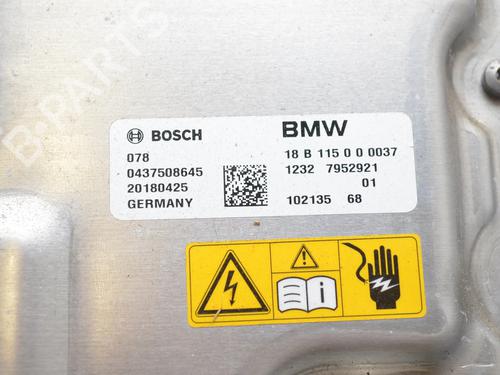 B-PARTS
BOSCH
BMW
078
0437508645
20180425
GERMANY
18 B 115 0 0 0037
1232 7952921
01
102135 68